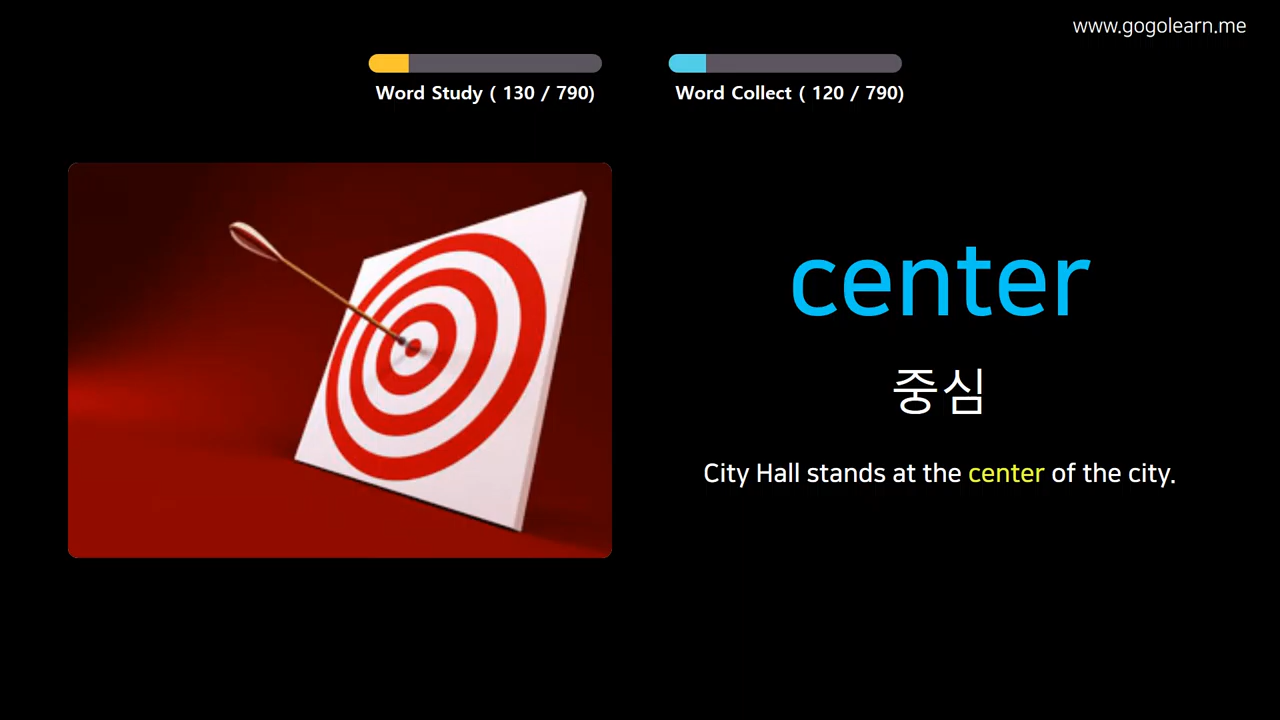 www.gogolearn.me
Word Study ( 130 / 790)
Word Collect ( 120 / 790)
center
중심
City Hall stands at the center of the city.